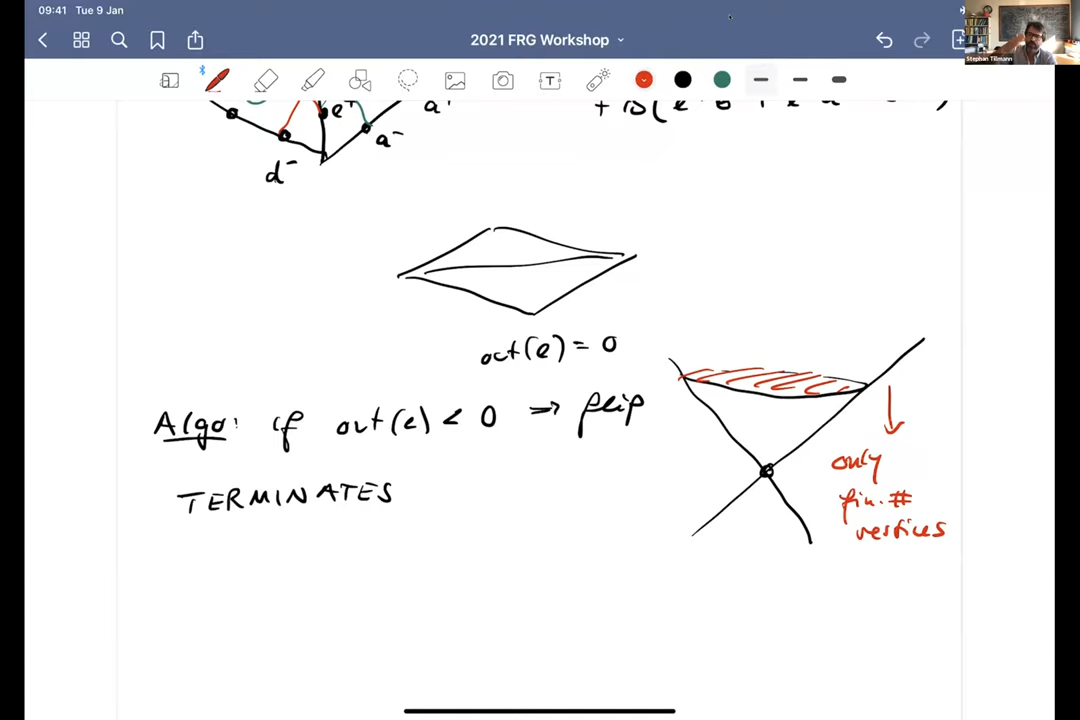 09:41 Tue 9 Jan
2021 FRG Workshop
Stephan Tillmann
e+
a-
d-
out(e) = 0
Algo: if out(e) < 0 => flip
TERMINATES
only
fin. #
vertices